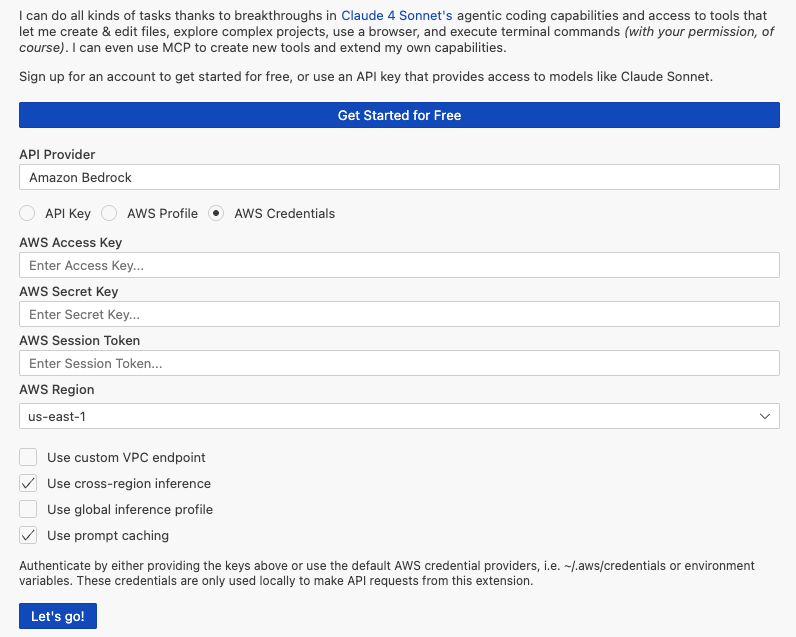 I can do all kinds of tasks thanks to breakthroughs in Claude 4 Sonnet's agentic coding capabilities and access to tools that
let me create & edit files, explore complex projects, use a browser, and execute terminal commands (with your permission, of
course). I can even use MCP to create new tools and extend my own capabilities.
Sign up for an account to get started for free, or use an API key that provides access to models like Claude Sonnet.
Get Started for Free
API Provider
Amazon Bedrock
API Key AWS Profile AWS Credentials
AWS Access Key
Enter Access Key...
AWS Secret Key
Enter Secret Key...
AWS Session Token
Enter Session Token...
AWS Region
us-east-1
Use custom VPC endpoint
Use cross-region inference
Use global inference profile
Use prompt caching
Authenticate by either providing the keys above or use the default AWS credential providers, i.e. ~/.aws/credentials or environment
variables. These credentials are only used locally to make API requests from this extension.
Let's go!